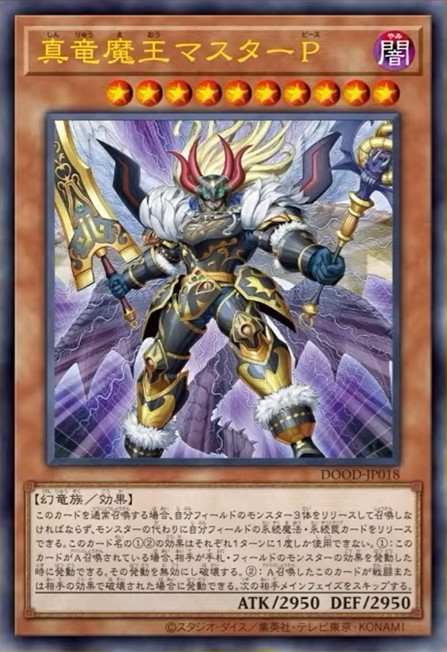 真竜魔王マスターP
しんりゅうまおう ピース
闇
やみ
DOOD-JP018
【幻竜族/効果】
このカードを通常召喚する場合、自分フィールドのモンスター3体をリリースして召喚し
なければならず、モンスターの代わりに自分フィールドの永続魔法・永続罠カードをリリース
できる。このカード名の①②の効果はそれぞれ1ターンに1度しか使用できない。①:この
カードがA召喚されている場合、相手が手札・フィールドのモンスターの効果を発動した
時に発動できる。その発動を無効にし破壊する。②:A召喚したこのカードが戦闘また
は相手の効果で破壊された場合に発動できる。次の相手メインフェイズをスキップする。
ATK/2950 DEF/2950
©スタジオ・ダイス/集英社・テレビ東京・KONAMI